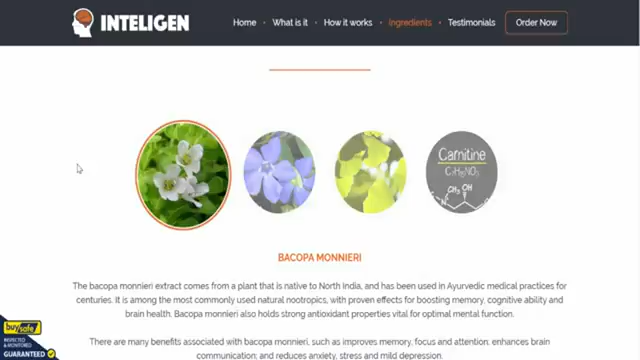 INTELIGEN
Home • What is it • How it works • Ingredients • Testimonials Order Now
Carnitine
C₇H₁₅NO₃
CH₃ OH
BACOPA MONNIERI
The bacopa monnieri extract comes from a plant that is native to North India, and has been used in Ayurvedic medical practices for
centuries. It is among the most commonly used natural nootropics, with proven effects for boosting memory, cognitive ability and
brain health. Bacopa monnieri also holds strong antioxidant properties vital for optimal mental function.
There are many benefits associated with bacopa monnieri, such as improves memory, focus and attention; enhances brain
communication; and reduces anxiety, stress and mild depression.
buySafe
INSPECTED
& MONITORED
GUARANTEED